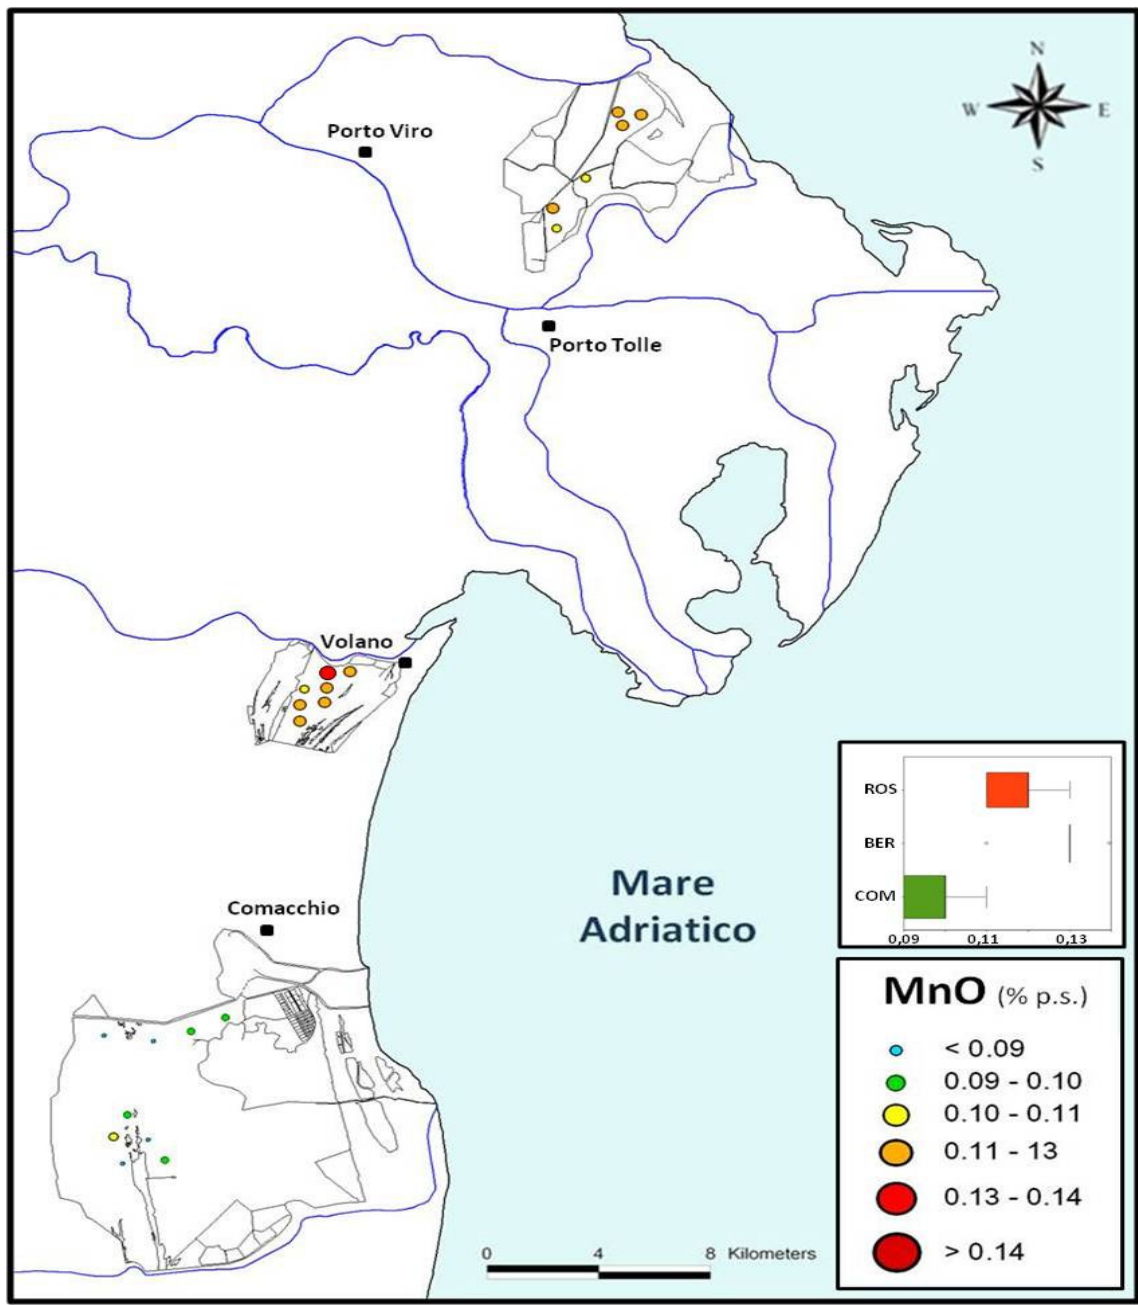 N
W
E
S
Porto Viro
Porto Tolle
Volano
Comacchio
Mare
Adriatico
ROS
BER
COM
0,09 0,11 0,13
MnO (% p.s.)
< 0.09
0.09 - 0.10
0.10 - 0.11
0.11 - 13
0.13 - 0.14
> 0.14
0 4 8 Kilometers